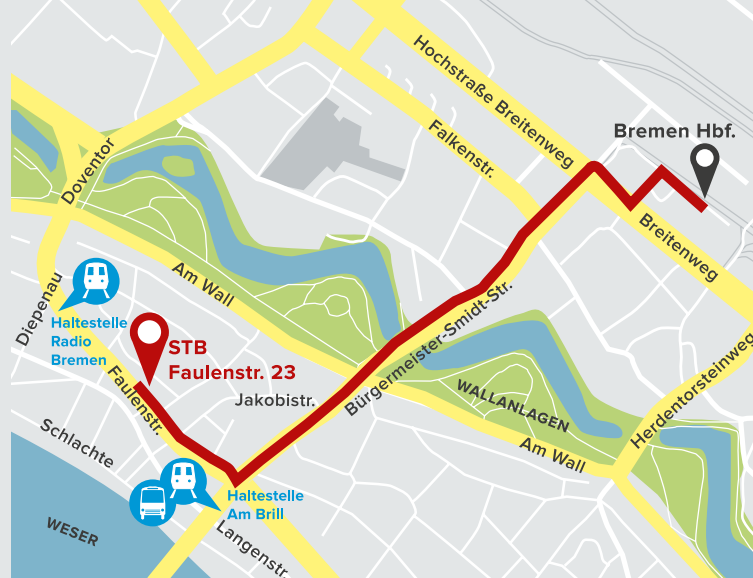 Hochstraße Breitenweg
Bremen Hbf.
Falkenstr.
Doventor
Breitenweg
Am Wall
Diepenau
Haltestelle
Radio
Bremen
STB
Faulenstr. 23
Bürgermeister-Smidt-Str.
Jakobistr.
Faulenstr.
WALLANLAGEN
Herdentorsteinweg
Am Wall
Schlachte
Haltestelle
Am Brill
WESER
Langenstr.